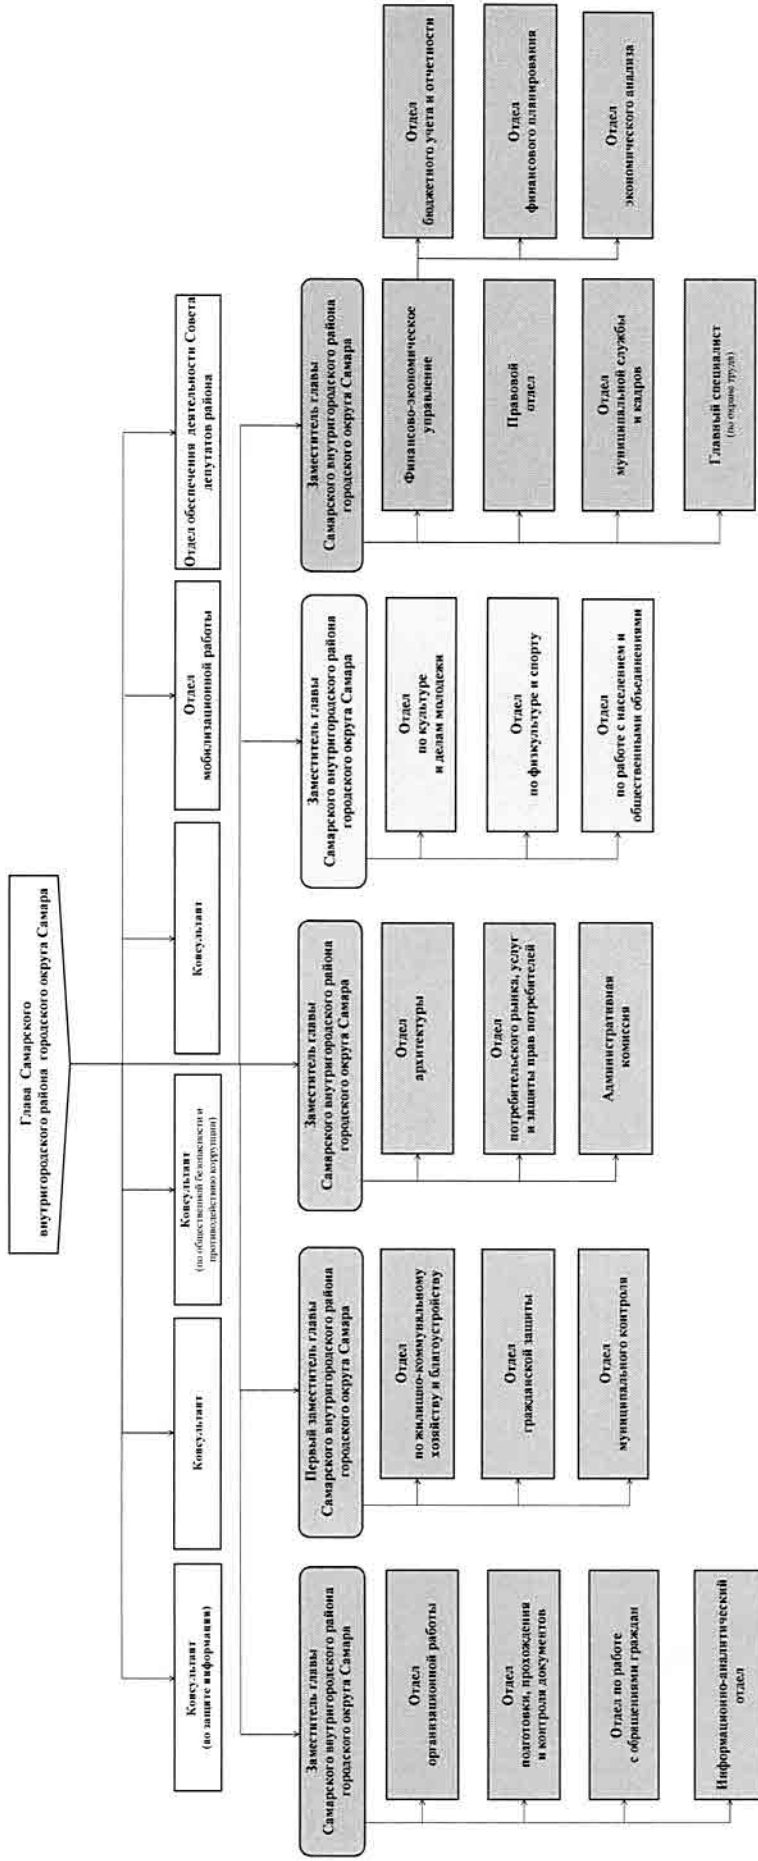 Глава Самарского
внутригородского района городского округа Самара
Консультант
(по защите информации)
Консультант
Консультант
(по общественной безопасности и
противодействию коррупции)
Консультант
Отдел
мобилизационной работы
Отдел обеспечения деятельности Совета
депутатов района
Заместитель главы
Самарского внутригородского района
городского округа Самара
Отдел
организационной работы
Отдел
подготовки, прохождения
и контроля документов
Отдел по работе
с обращениями граждан
Информационно-аналитический
отдел
Первый заместитель главы
Самарского внутригородского района
городского округа Самара
Отдел
по жилищно-коммунальному
хозяйству и благоустройству
Отдел
гражданской защиты
Отдел
муниципального контроля
Заместитель главы
Самарского внутригородского района
городского округа Самара
Отдел
архитектуры
Отдел
потребительского рынка, услуг
и защиты прав потребителей
Административная
комиссия
Заместитель главы
Самарского внутригородского района
городского округа Самара
Отдел
по культуре
и делам молодежи
Отдел
по физкультуре и спорту
Отдел
по работе с населением и
общественными объединениями
Заместитель главы
Самарского внутригородского района
городского округа Самара
Финансово-экономическое
управление
Правовой
отдел
Отдел
муниципальной службы
и кадров
Главный специалист
(по охране труда)
Отдел
бюджетного учета и отчетности
Отдел
финансового планирования
Отдел
экономического анализа